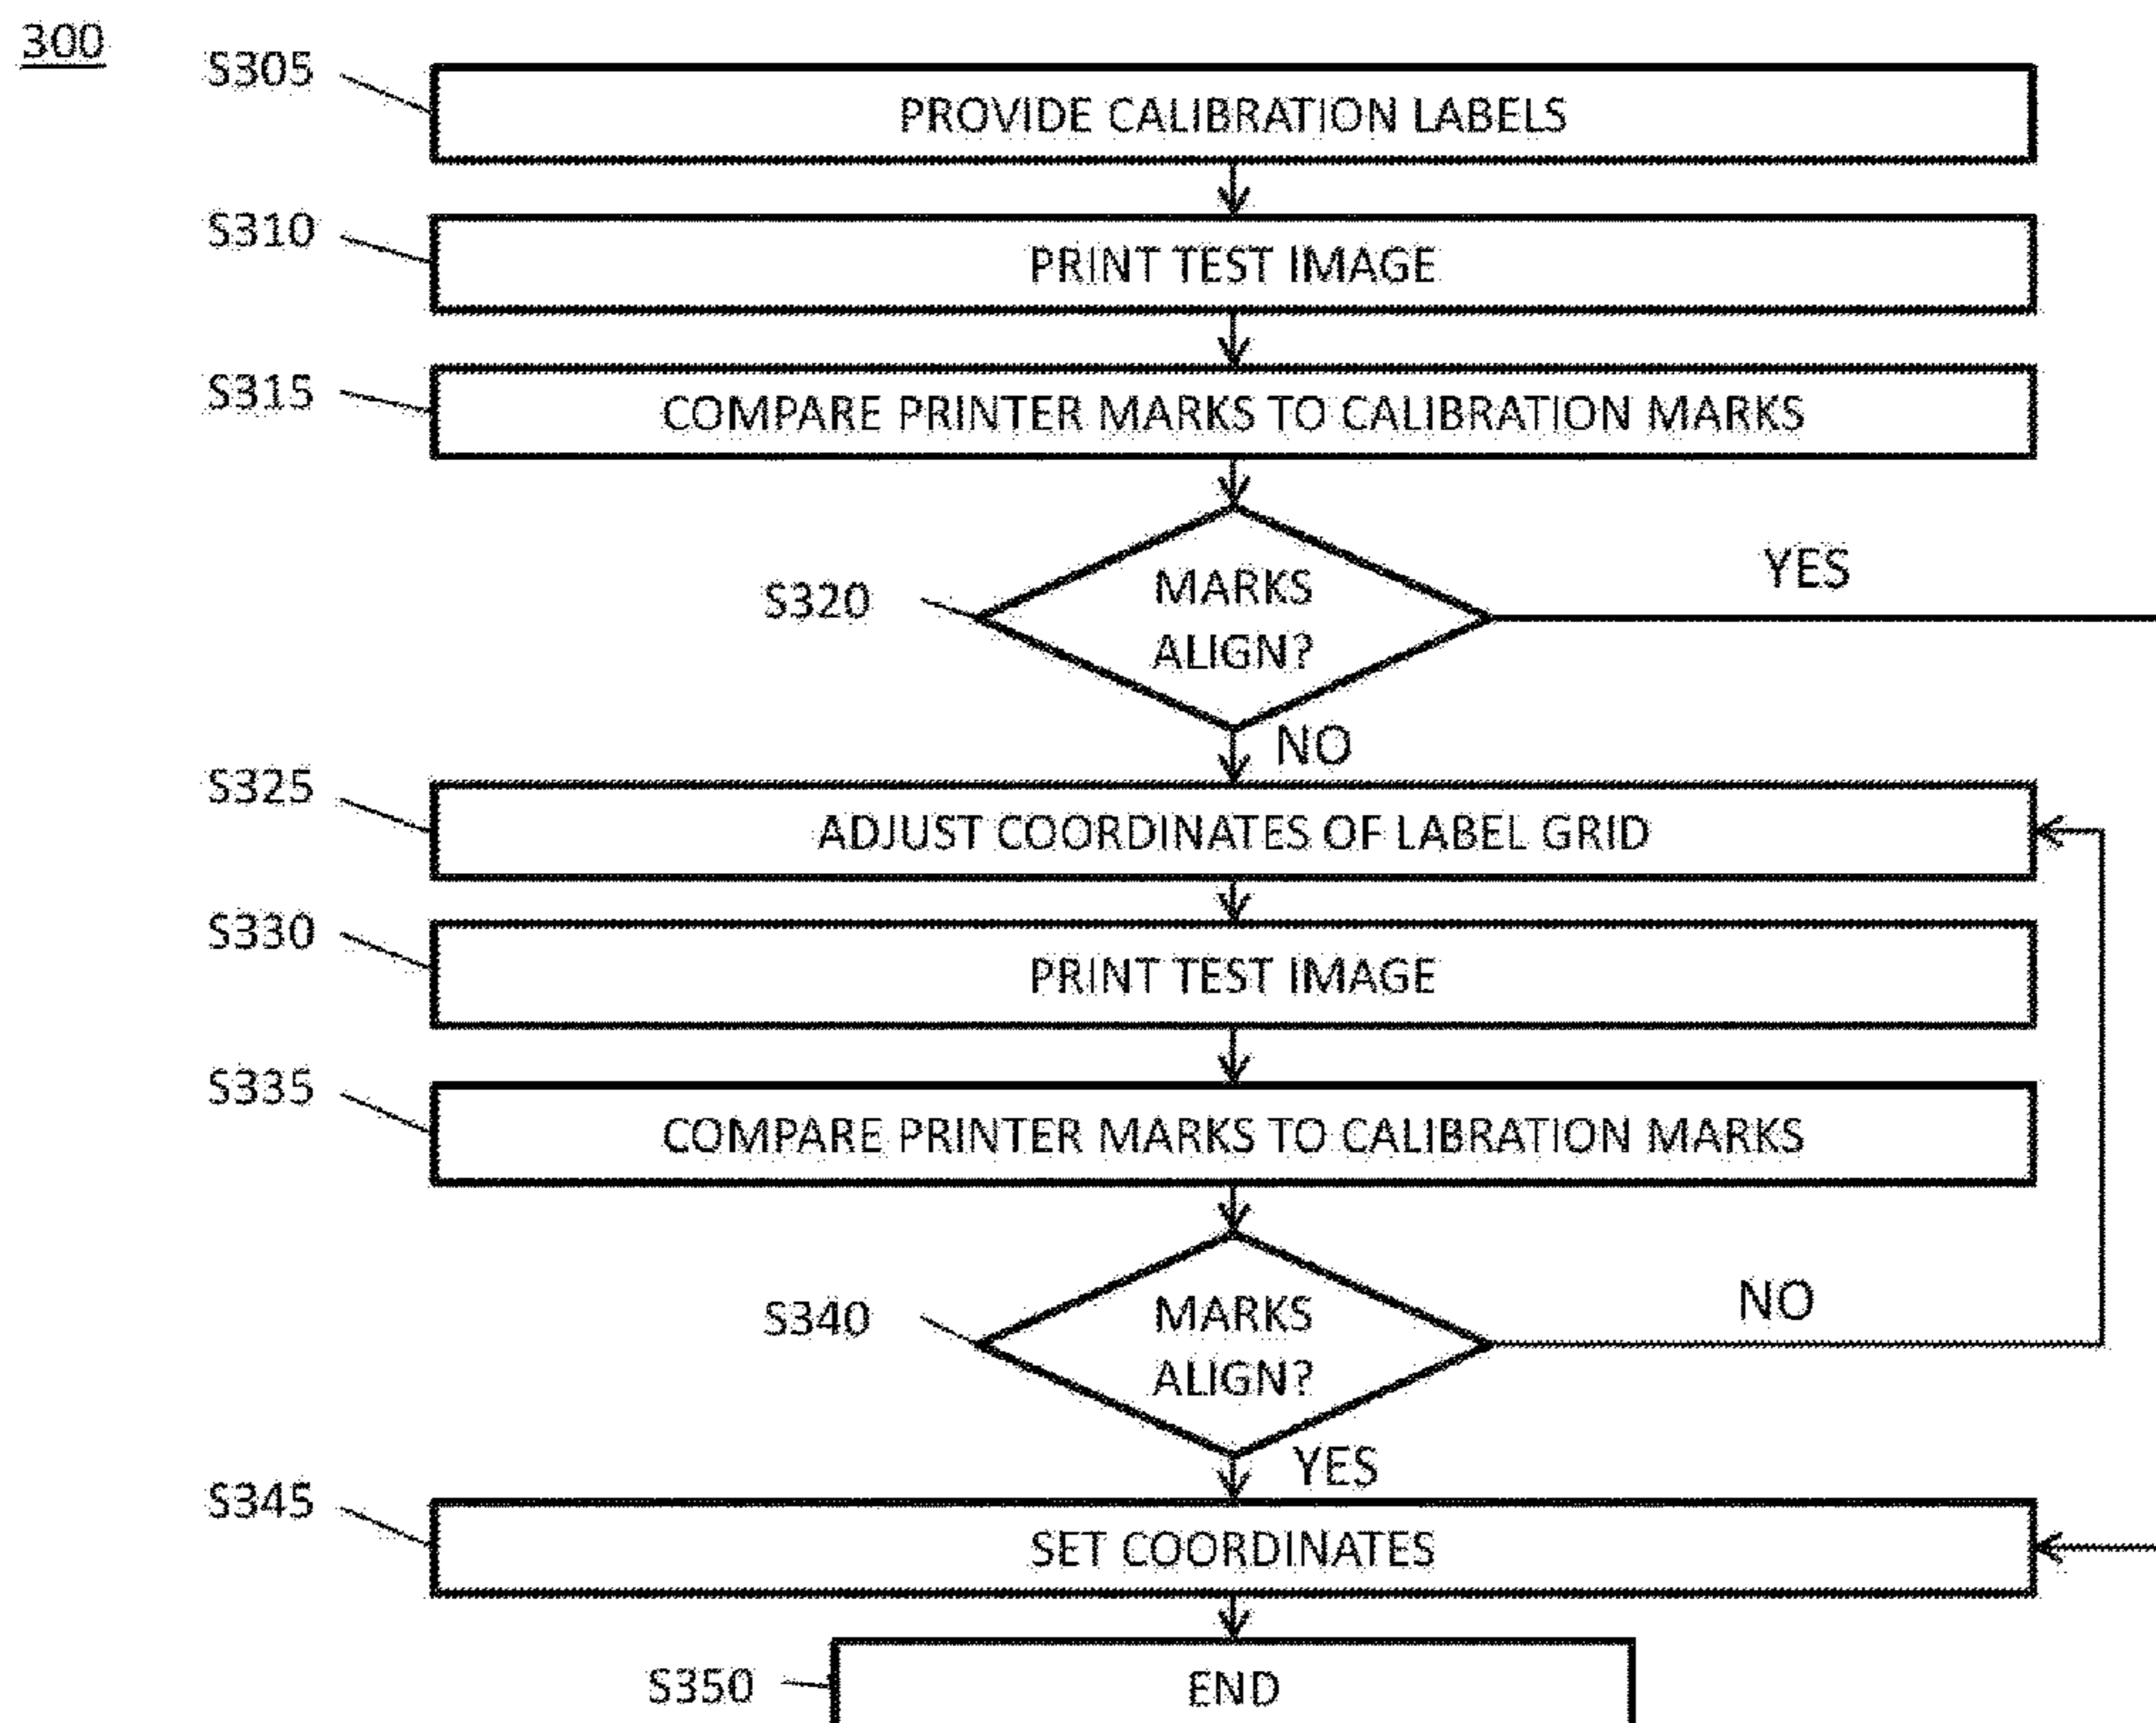 300
S305
PROVIDE CALIBRATION LABELS
S310
PRINT TEST IMAGE
S315
COMPARE PRINTER MARKS TO CALIBRATION MARKS
S320
MARKS
ALIGN?
YES
NO
S325
ADJUST COORDINATES OF LABEL GRID
S330
PRINT TEST IMAGE
S335
COMPARE PRINTER MARKS TO CALIBRATION MARKS
S340
MARKS
ALIGN?
NO
YES
S345
SET COORDINATES
S350
END